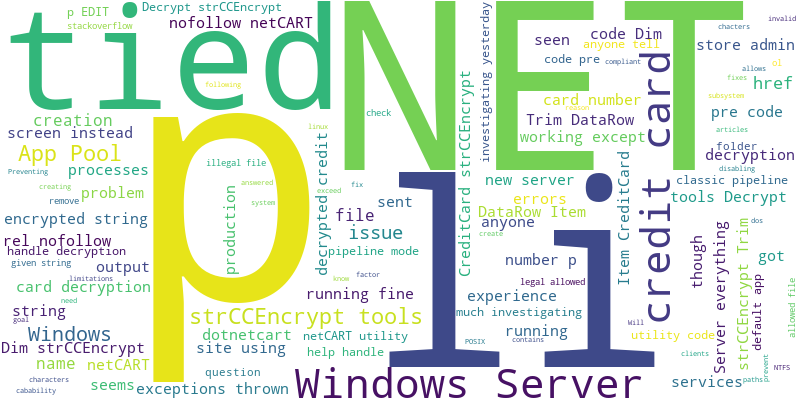 p EDIT
Decrypt strCCEncrypt
stackoverflow
nofollow netCART
tied
NET
p
li
following
illegal file
check
linux
answered
system
creating
exceed
fix
know
factor
need
creation
screen instead
App Pool
Preventing
processes
remove
problem
encrypted string
rel nofollow
handle decryption
given string
output
card decryption
limitations
string
goal
Windows
Dim strCCEncrypt
name
netCART
characters
cabability
seems
exceptions thrown
production
decrypted credit
sent
file
issue
pipeline mode
running fine
strCCEncrypt tools
dotnetcart
netCART utility
site using
help handle
question
Windows Server
CreditCard strCCEncrypt
investigating yesterday
seen
code Dim
anyone tell
code pre
compliant
card number
reason
Trim DataRow
working except
new server
errors
DataRow Item
anyone
create
number p
legal allowed
experience
much investigating
running
POSIX
contains
Item CreditCard
Will
utility code
clients
services
credit card
though
Server everything
strCCEncrypt Trim
default app
paths
prevent
dos
NTFS
allowed file
invalid
chacters
store admin
allows
ol
fixes
href
subsystem
pre code
articles
folder
decryption
disabling
classic pipeline
tools Decrypt
got